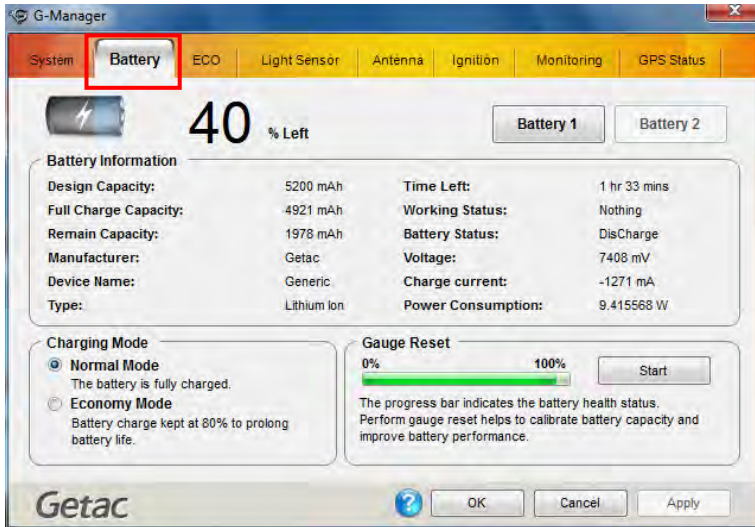 G-Manager
System Battery ECO Light Sensor Antenna Ignition Monitoring GPS Status
40 % Left Battery 1 Battery 2
Battery Information
Design Capacity: 5200 mAh Time Left: 1 hr 33 mins
Full Charge Capacity: 4921 mAh Working Status: Nothing
Remain Capacity: 1978 mAh Battery Status: DisCharge
Manufacturer: Getac Voltage: 7408 mV
Device Name: Generic Charge current: -1271 mA
Type: Lithium Ion Power Consumption: 9.415568 W
Charging Mode
Normal Mode
The battery is fully charged.
Economy Mode
Battery charge kept at 80% to prolong
battery life.
Gauge Reset
0% 100% Start
The progress bar indicates the battery health status.
Perform gauge reset helps to calibrate battery capacity and
improve battery performance.
Getac ? OK Cancel Apply